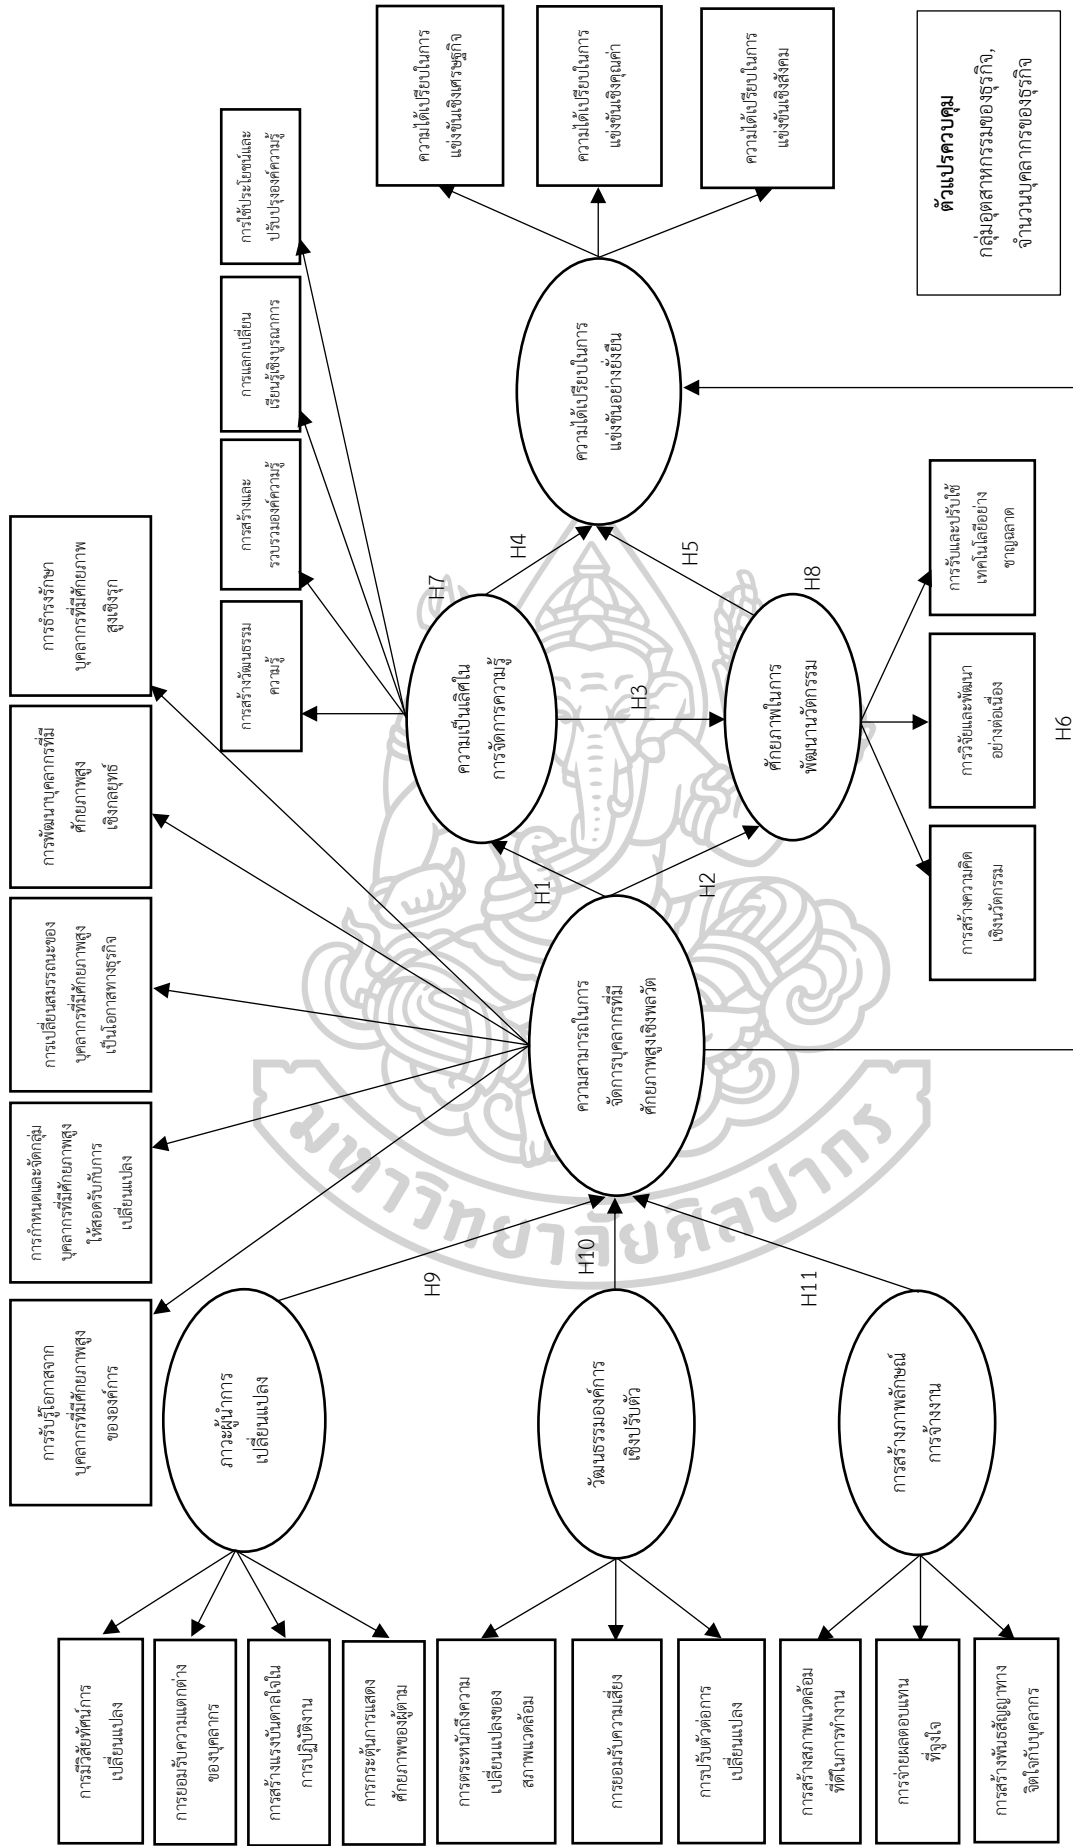 การมีวิสัยทัศน์การ
เปลี่ยนแปลง
การยอมรับความแตกต่าง
ของบุคลากร
การสร้างแรงบันดาลใจใน
การปฏิบัติงาน
การกระตุ้นการแสดง
ศักยภาพของผู้ตาม
การตระหนักถึงความ
เปลี่ยนแปลงของ
สภาพแวดล้อม
การยอมรับความเสี่ยง
การปรับตัวต่อการ
เปลี่ยนแปลง
การสร้างสภาพแวดล้อม
ที่ดีในการทำงาน
การจ่ายผลตอบแทน
ที่จูงใจ
การสร้างพันธสัญญาทาง
จิตใจกับบุคลากร
ภาวะผู้นำการ
เปลี่ยนแปลง
วัฒนธรรมองค์การ
เชิงปรับตัว
การสร้างภาพลักษณ์
การจ้างงาน
H9
H10
H11
การรับรู้โอกาสจาก
บุคลากรที่มีศักยภาพสูง
ขององค์การ
การกำหนดและจัดกลุ่ม
บุคลากรที่มีศักยภาพสูง
ให้สอดรับกับการ
เปลี่ยนแปลง
การเปลี่ยนสมรรถนะของ
บุคลากรที่มีศักยภาพสูง
เป็นโอกาสทางธุรกิจ
การพัฒนาบุคลากรที่มี
ศักยภาพสูง
เชิงกลยุทธ์
การธำรงรักษา
บุคลากรที่มีศักยภาพ
สูงเชิงรุก
ความสามารถในการ
จัดการบุคลากรที่มี
ศักยภาพสูงเชิงพลวัต
H1
H2
ความเป็นเลิศใน
การจัดการความรู้
H7
H3
ศักยภาพในการ
พัฒนานวัตกรรม
H8
การสร้างวัฒนธรรม
ความรู้
การสร้างและ
รวบรวมองค์ความรู้
การแลกเปลี่ยน
เรียนรู้เชิงบูรณาการ
การใช้ประโยชน์และ
ปรับปรุงองค์ความรู้
การสร้างความคิด
เชิงนวัตกรรม
การวิจัยและพัฒนา
อย่างต่อเนื่อง
การรับและปรับใช้
เทคโนโลยีอย่าง
ชาญฉลาด
H4
H5
H6
ความได้เปรียบในการ
แข่งขันอย่างยั่งยืน
ความได้เปรียบในการ
แข่งขันเชิงเศรษฐกิจ
ความได้เปรียบในการ
แข่งขันเชิงคุณค่า
ความได้เปรียบในการ
แข่งขันเชิงสังคม
ตัวแปรควบคุม
กลุ่มอุตสาหกรรมของธุรกิจ,
จำนวนบุคลากรของธุรกิจ
มหาวิทยาลัยศิลปากร